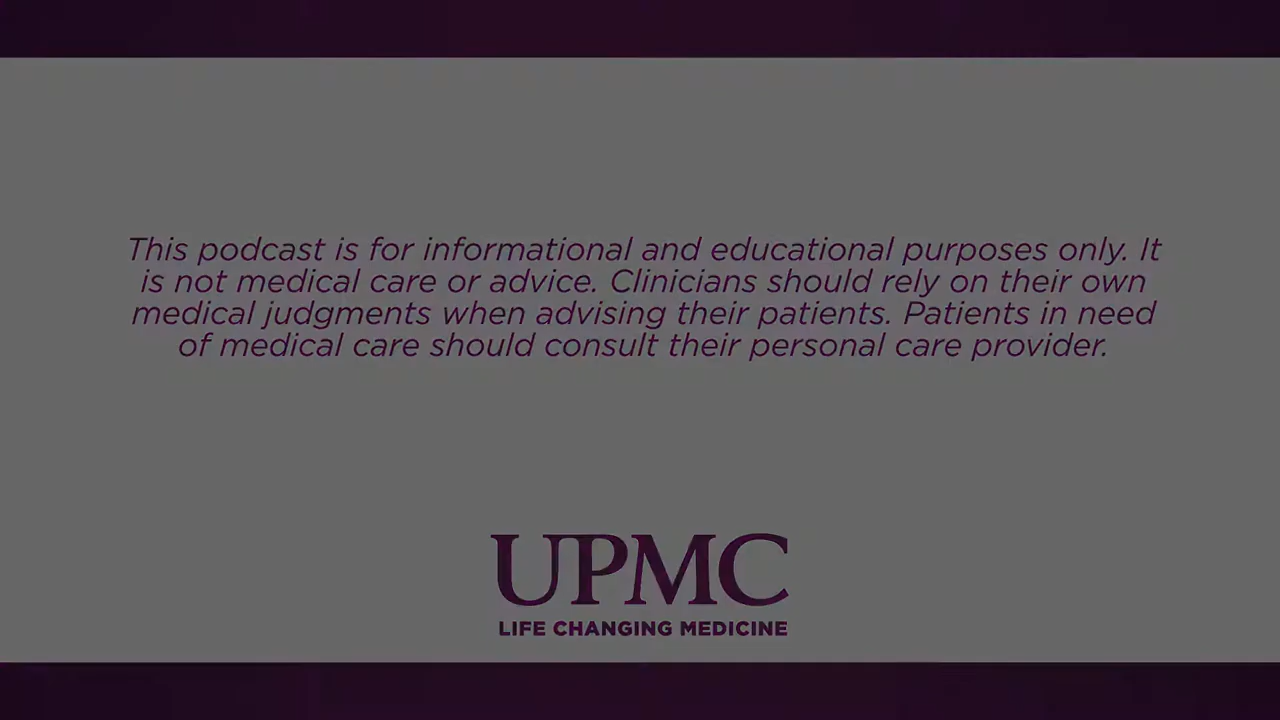 This podcast is for informational and educational purposes only. It
is not medical care or advice. Clinicians should rely on their own
medical judgments when advising their patients. Patients in need
of medical care should consult their personal care provider.
UPMC
LIFE CHANGING MEDICINE